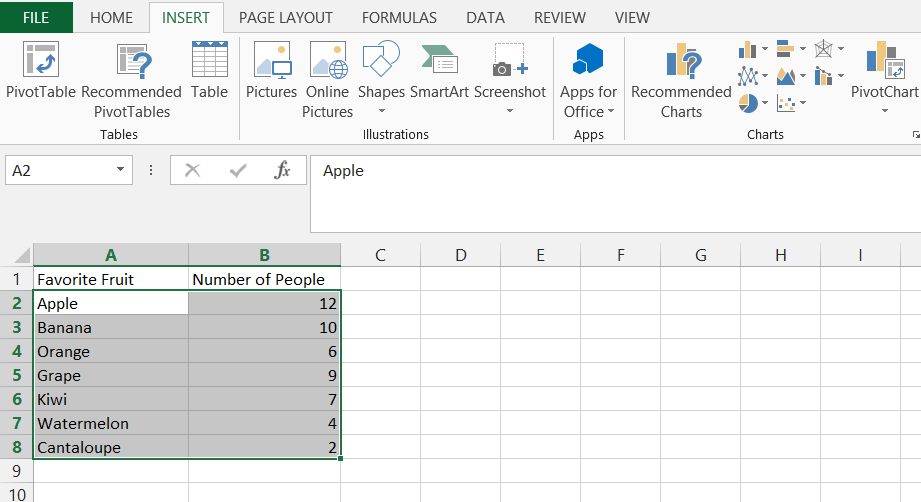 FILE HOME INSERT PAGE LAYOUT FORMULAS DATA REVIEW VIEW
PivotTable Recommended Table Pictures Online Shapes SmartArt Screenshot Apps for Recommended PivotChart
PivotTables Pictures Office Charts
Tables Illustrations Apps Charts
A2 fx Apple
A B C D E F G H I
1 Favorite Fruit Number of People
2 Apple 12
3 Banana 10
4 Orange 6
5 Grape 9
6 Kiwi 7
7 Watermelon 4
8 Cantaloupe 2
9
10